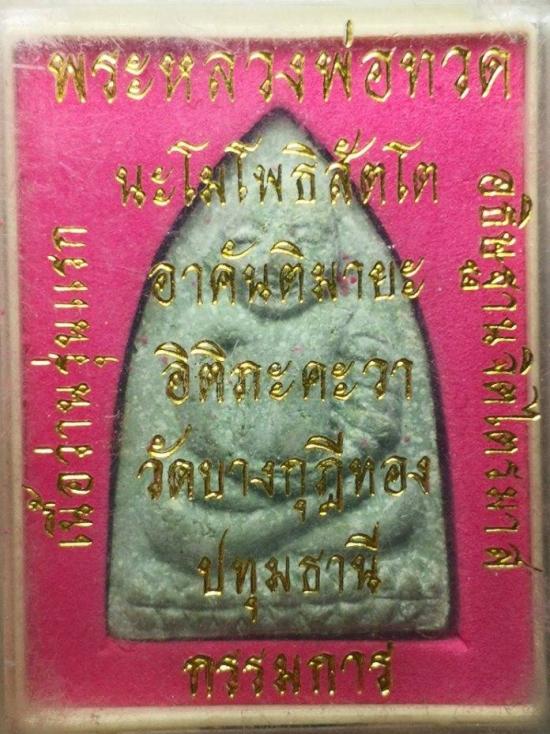 พระหลวงพ่อทวด
นะโมโพธิสัตโต
อาคันติมายะ
อิติภะคะวา
วัดบางกุฎีทอง
ปทุมธานี
กรรมการ
เนื้อว่านรุ่นแรก
อธิษฐานจิตไตรมาส